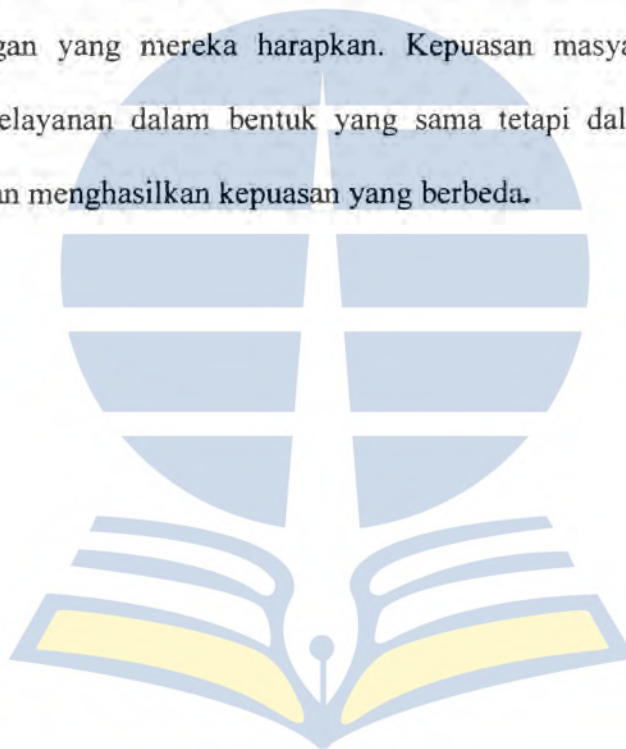 gan yang mereka harapkan. Kepuasan masya
elayanan dalam bentuk yang sama tetapi dal
an menghasilkan kepuasan yang berbeda.